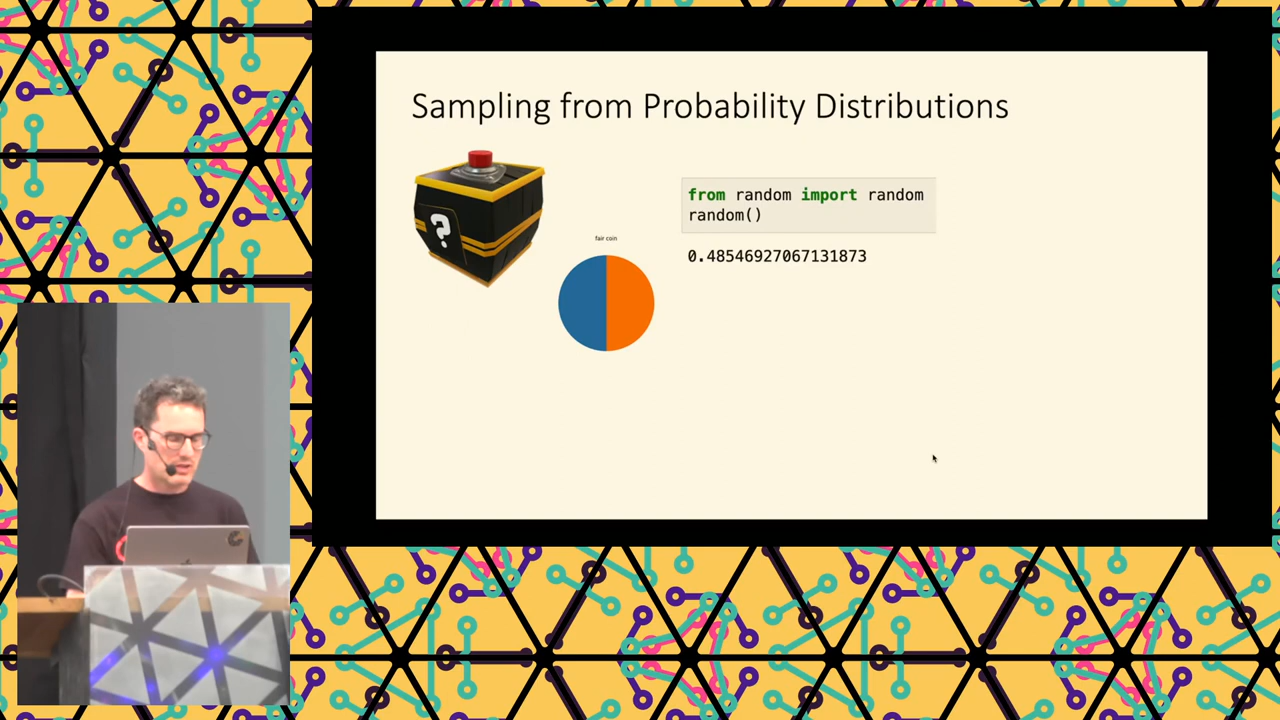 Sampling from Probability Distributions
?
fair coin
from random import random
random()
0.48546927067131873